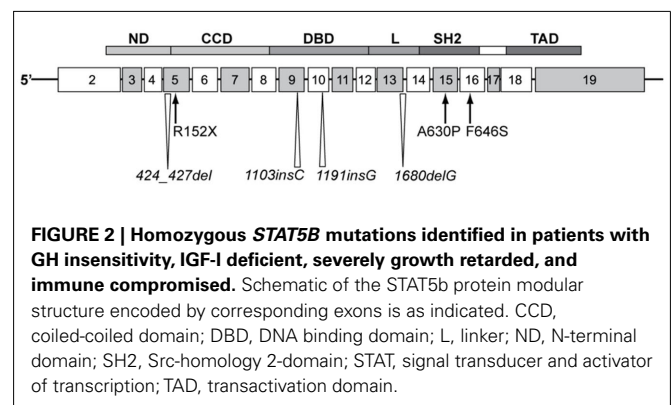 ND CCD DBD L SH2 TAD
5' 2 3 4 5 6 7 8 9 10 11 12 13 14 15 16 17 18 19
R152X A630P F646S
424_427del 1103insC 1191insG 1680delG
FIGURE 2 | Homozygous STAT5B mutations identified in patients with
GH insensitivity, IGF-I deficient, severely growth retarded, and
immune compromised. Schematic of the STAT5b protein modular
structure encoded by corresponding exons is as indicated. CCD,
coiled-coiled domain; DBD, DNA binding domain; L, linker; ND, N-terminal
domain; SH2, Src-homology 2-domain; STAT, signal transducer and activator
of transcription; TAD, transactivation domain.